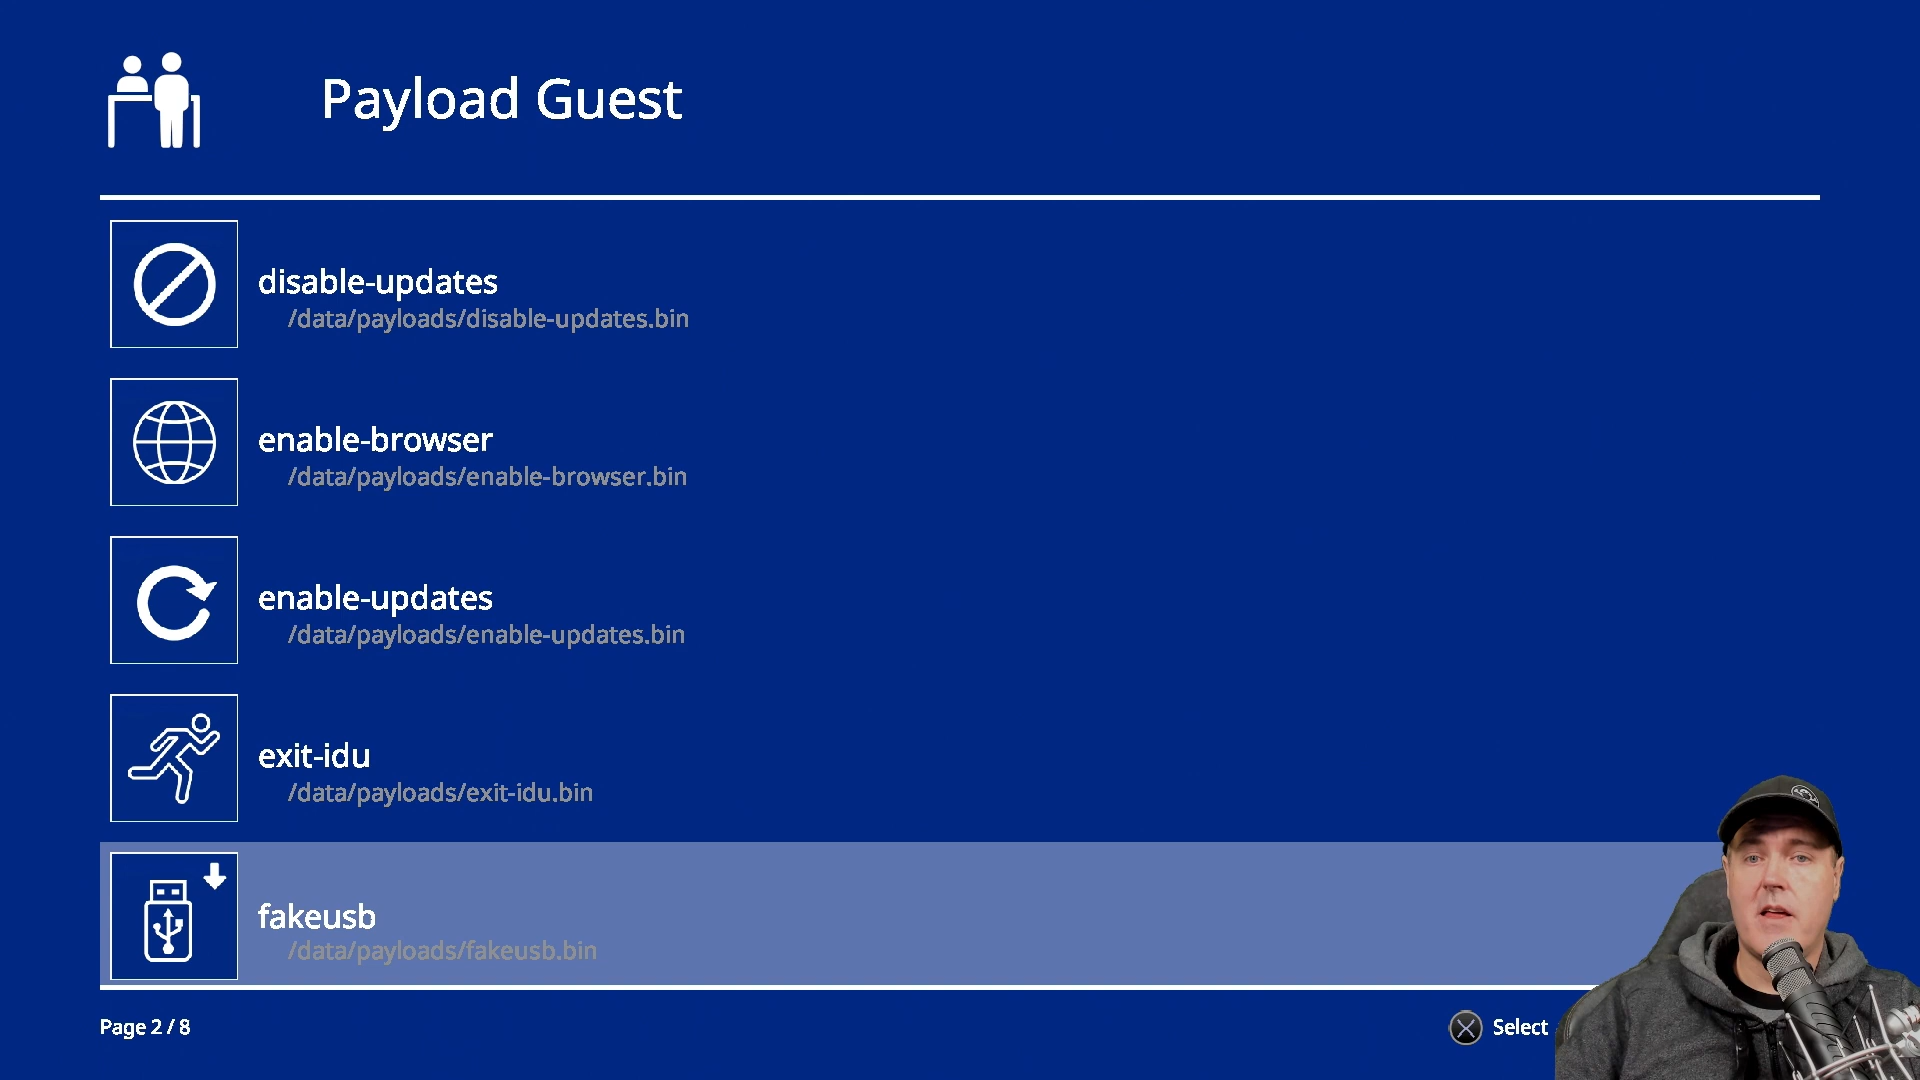 Payload Guest
disable-updates
/data/payloads/disable-updates.bin
enable-browser
/data/payloads/enable-browser.bin
enable-updates
/data/payloads/enable-updates.bin
exit-idu
/data/payloads/exit-idu.bin
fakeusb
/data/payloads/fakeusb.bin
Page 2 / 8
Select